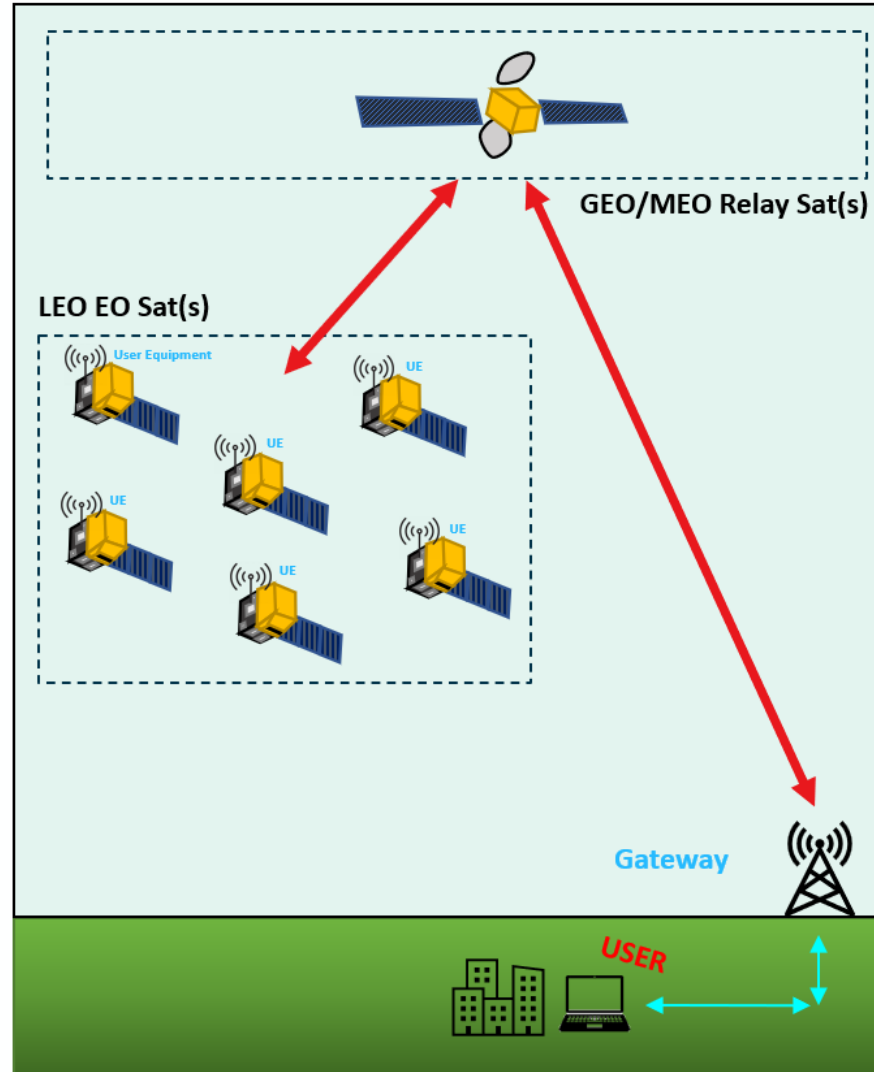 GEO/MEO Relay Sat(s)
LEO EO Sat(s)
User Equipment
UE
UE
UE
UE
UE
Gateway
USER